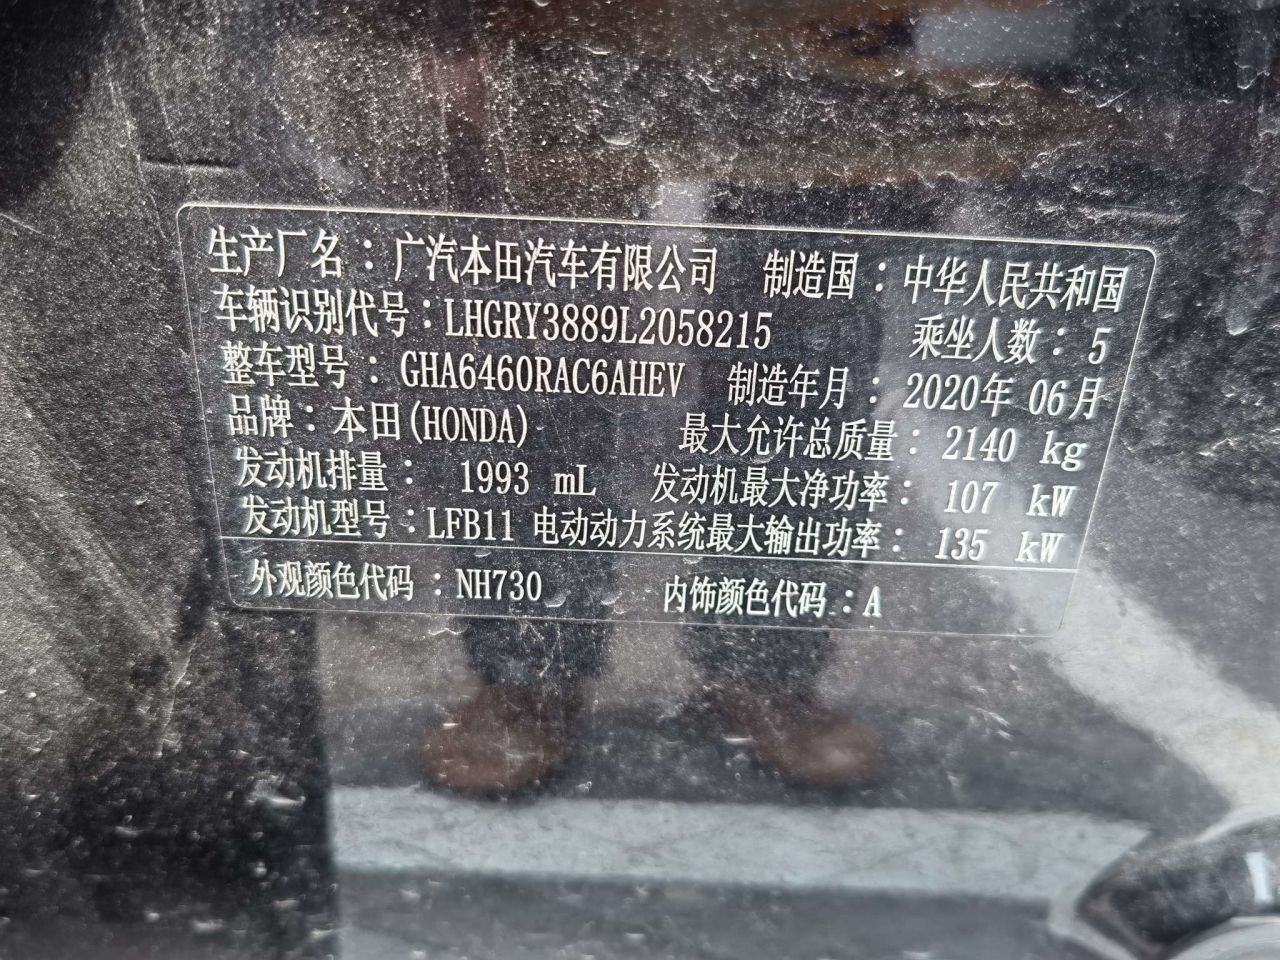 生产厂名：广汽本田汽车有限公司 制造国：中华人民共和国
车辆识别代号：LHGRY3889L2058215 乘坐人数：5
整车型号：GHA6460RAC6AHEV 制造年月：2020年06月
品牌：本田(HONDA) 最大允许总质量：2140 kg
发动机排量：1993 mL 发动机最大净功率：107 kW
发动机型号：LFB11 电动动力系统最大输出功率：135 kW
外观颜色代码：NH730 内饰颜色代码：A